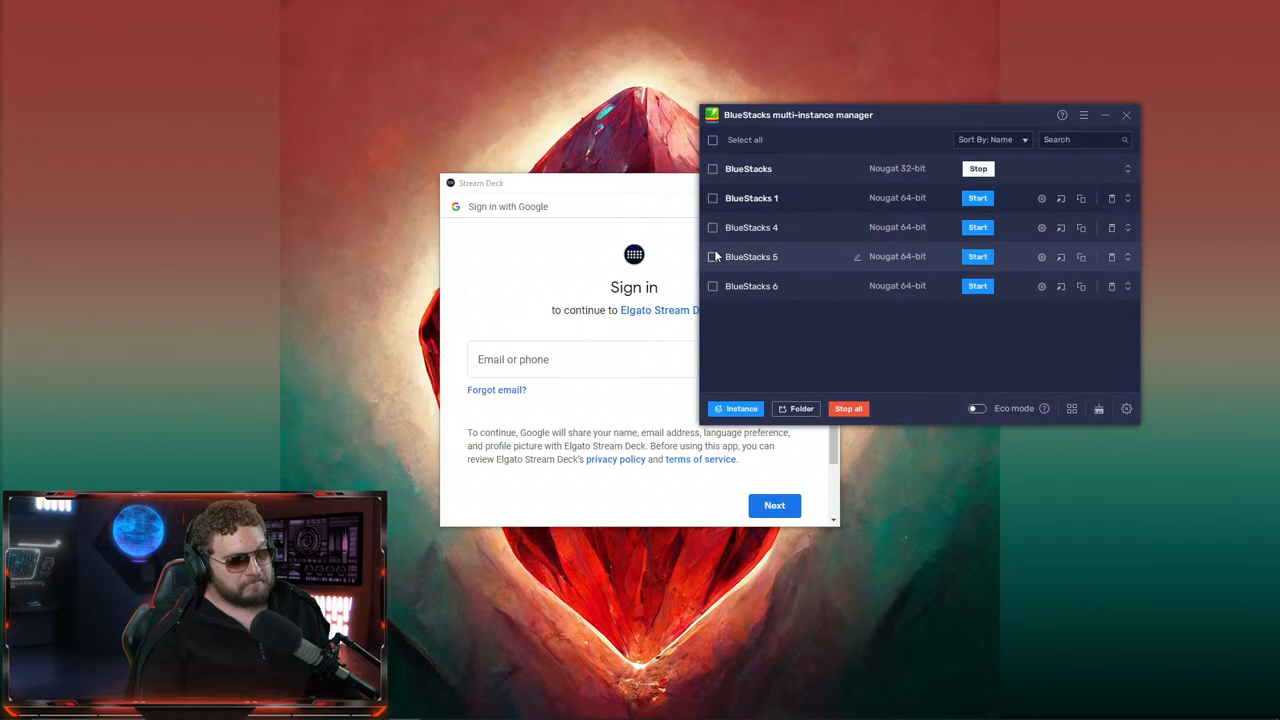 BlueStacks multi-instance manager
Select all
Sort By: Name
Search
BlueStacks Nougat 32-bit Stop
BlueStacks 1 Nougat 64-bit Start
BlueStacks 4 Nougat 64-bit Start
BlueStacks 5 Nougat 64-bit Start
BlueStacks 6 Nougat 64-bit Start
Instance
Folder
Stop all
Eco mode
Stream Deck
Sign in with Google
Sign in
to continue to Elgato Stream D
Email or phone
Forgot email?
To continue, Google will share your name, email address, language preference,
and profile picture with Elgato Stream Deck. Before using this app, you can
review Elgato Stream Deck's privacy policy and terms of service.
Next